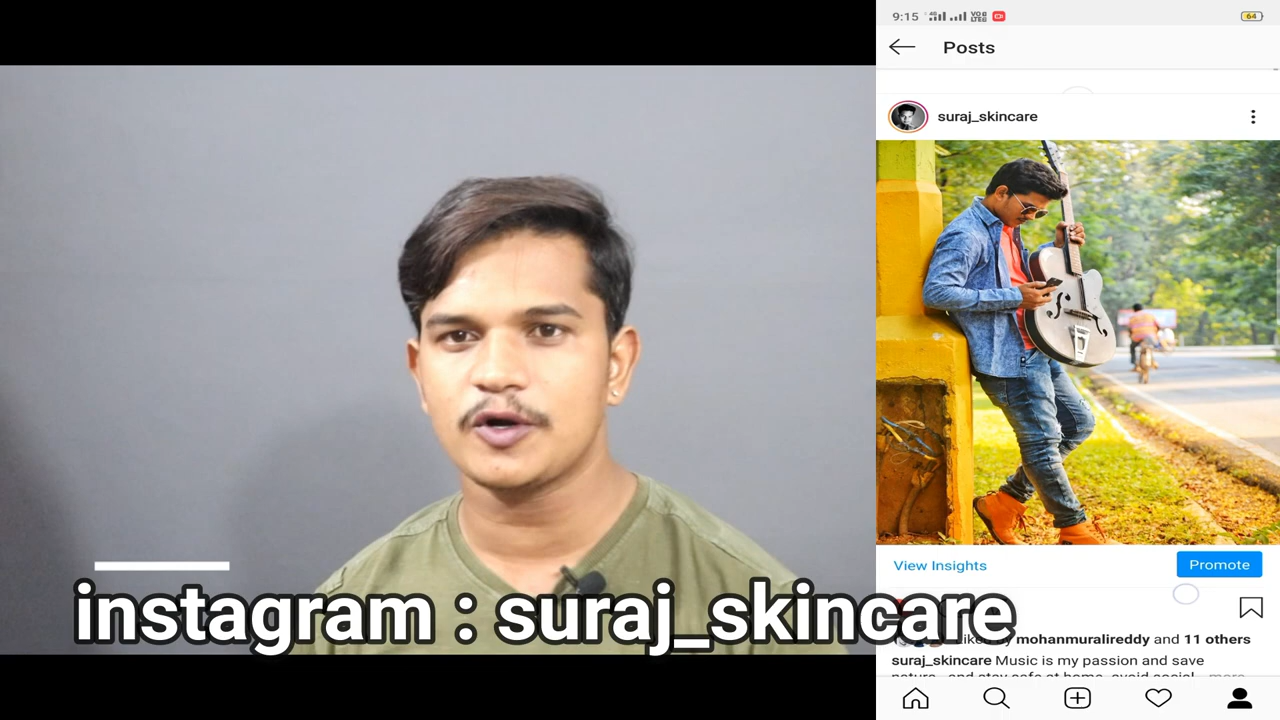 instagram : suraj_skincare
9:15
64
Posts
suraj_skincare
View Insights
Promote
mohanmuralireddy and 11 others
suraj_skincare Music is my passion and save